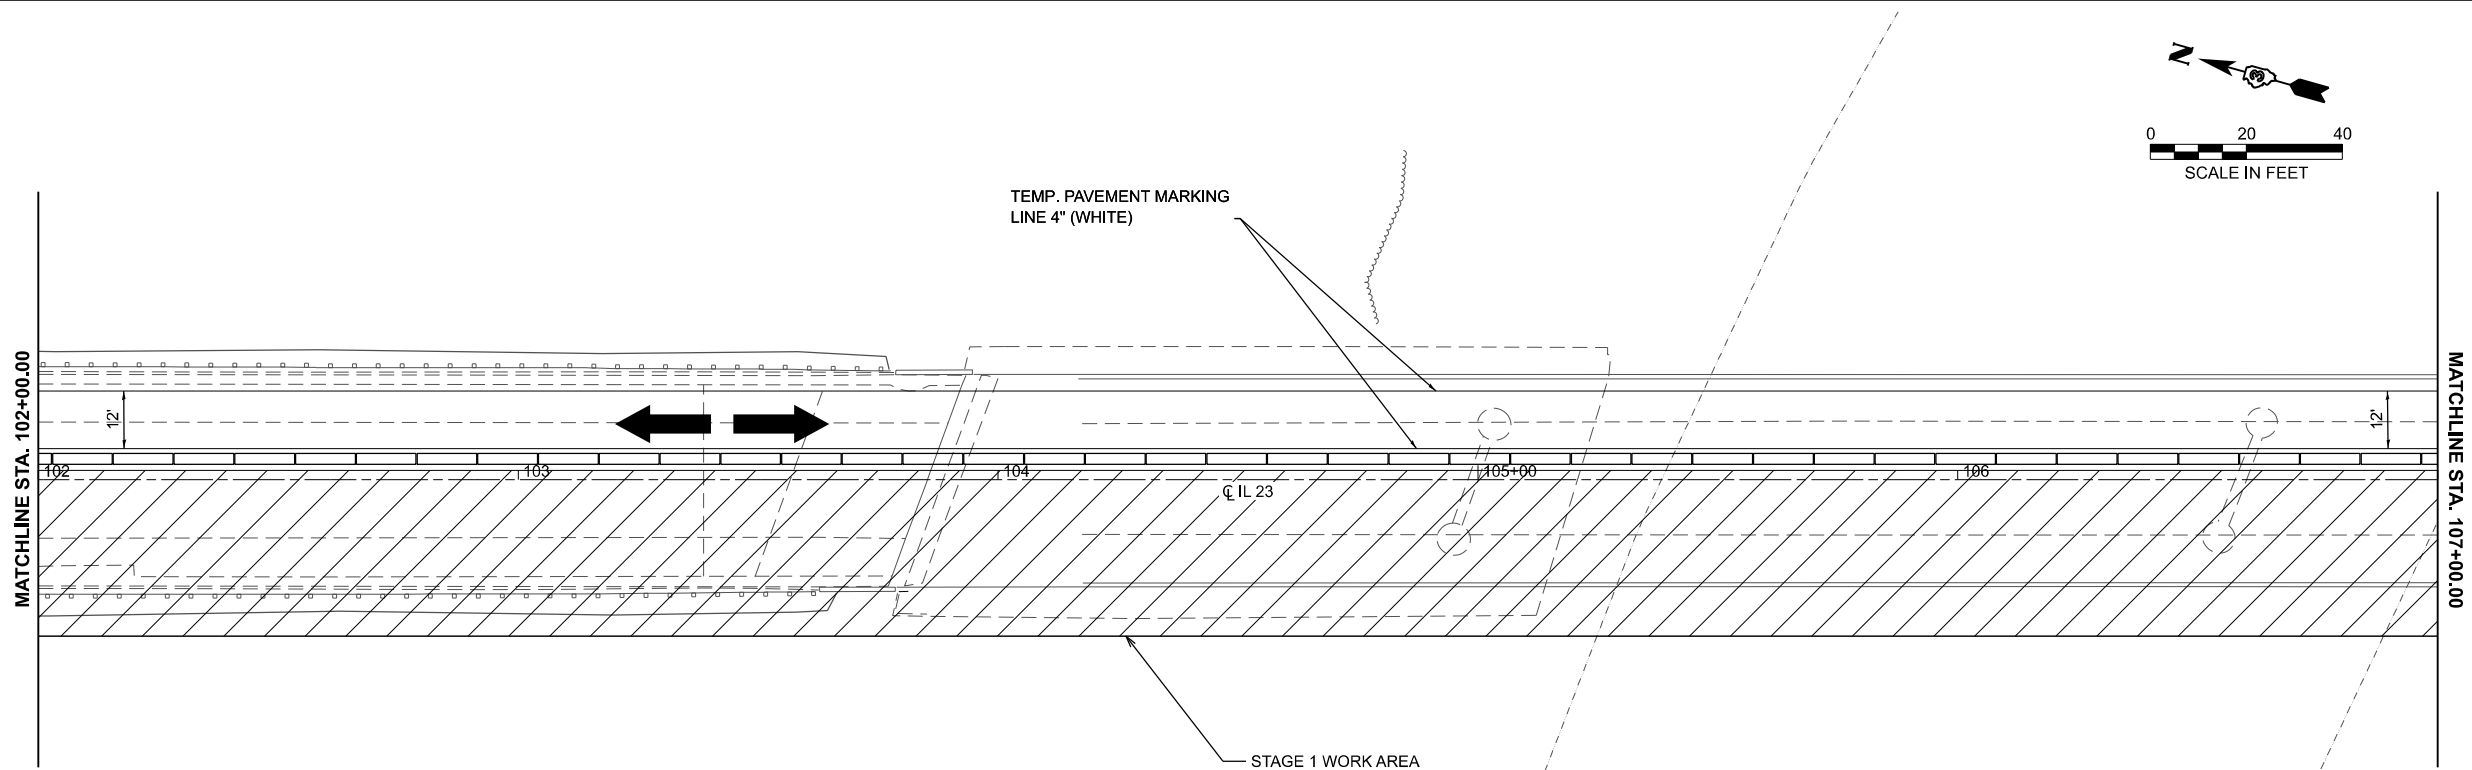 N
3
0 20 40
SCALE IN FEET
TEMP. PAVEMENT MARKING
LINE 4" (WHITE)
MATCHLINE STA. 102+00.00
MATCHLINE STA. 107+00.00
12'
12'
102 103 104 105+00 106
℄ IL 23
STAGE 1 WORK AREA